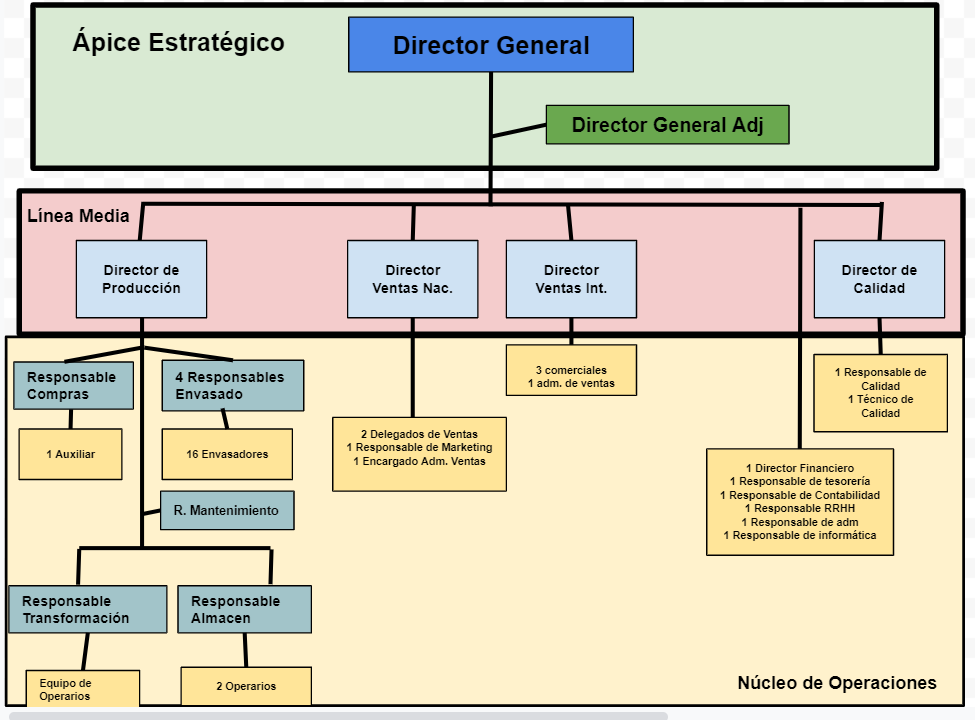 Ápice Estratégico
Director General
Director General Adj
Línea Media
Director de
Producción
Director
Ventas Nac.
Director
Ventas Int.
Director de
Calidad
Responsable
Compras
4 Responsables
Envasado
3 comerciales
1 adm. de ventas
1 Responsable de
Calidad
1 Técnico de
Calidad
1 Auxiliar
16 Envasadores
2 Delegados de Ventas
1 Responsable de Marketing
1 Encargado Adm. Ventas
1 Director Financiero
1 Responsable de tesorería
1 Responsable de Contabilidad
1 Responsable RRHH
1 Responsable de adm
1 Responsable de informática
R. Mantenimiento
Responsable
Transformación
Responsable
Almacen
Equipo de
Operarios
2 Operarios
Núcleo de Operaciones